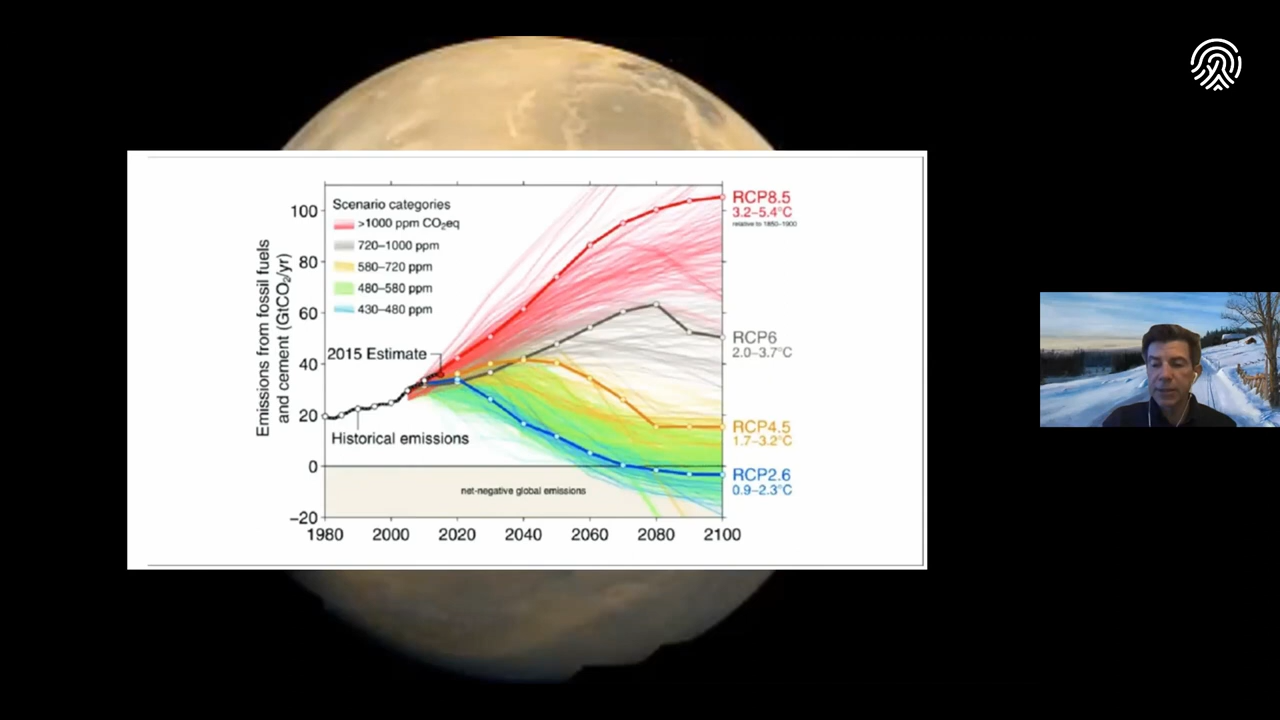 Scenario categories
>1000 ppm CO₂eq
720–1000 ppm
580–720 ppm
480–580 ppm
430–480 ppm
2015 Estimate
Historical emissions
net-negative global emissions
Emissions from fossil fuels
and cement (GtCO₂/yr)
100
80
60
40
20
0
−20
1980
2000
2020
2040
2060
2080
2100
RCP8.5
3.2–5.4°C
relative to 1850–1900
RCP6
2.0–3.7°C
RCP4.5
1.7–3.2°C
RCP2.6
0.9–2.3°C